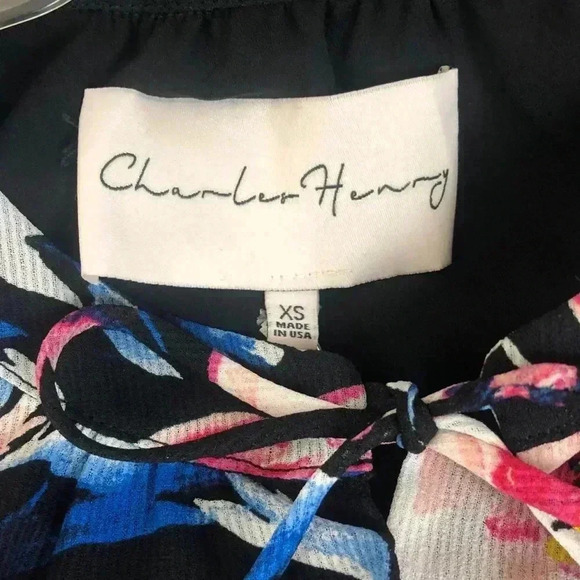 Charles Henry
XS
MADE
IN USA